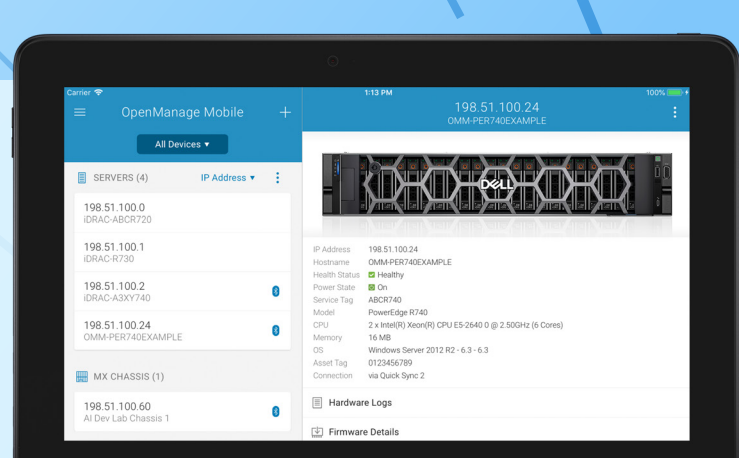 Carrier
1:13 PM
100%
OpenManage Mobile
+
All Devices
SERVERS (4)
IP Address
198.51.100.0
iDRAC-ABCR720
198.51.100.1
iDRAC-R730
198.51.100.2
iDRAC-A3XY740
198.51.100.24
OMM-PER740EXAMPLE
MX CHASSIS (1)
198.51.100.60
AI Dev Lab Chassis 1
198.51.100.24
OMM-PER740EXAMPLE
DELL
IP Address 198.51.100.24
Hostname OMM-PER740EXAMPLE
Health Status Healthy
Power State On
Service Tag ABCR740
Model PowerEdge R740
CPU 2 x Intel(R) Xeon(R) CPU E5-2640 0 @ 2.50GHz (6 Cores)
Memory 16 MB
OS Windows Server 2012 R2 - 6.3 - 6.3
Asset Tag 0123456789
Connection via Quick Sync 2
Hardware Logs
Firmware Details